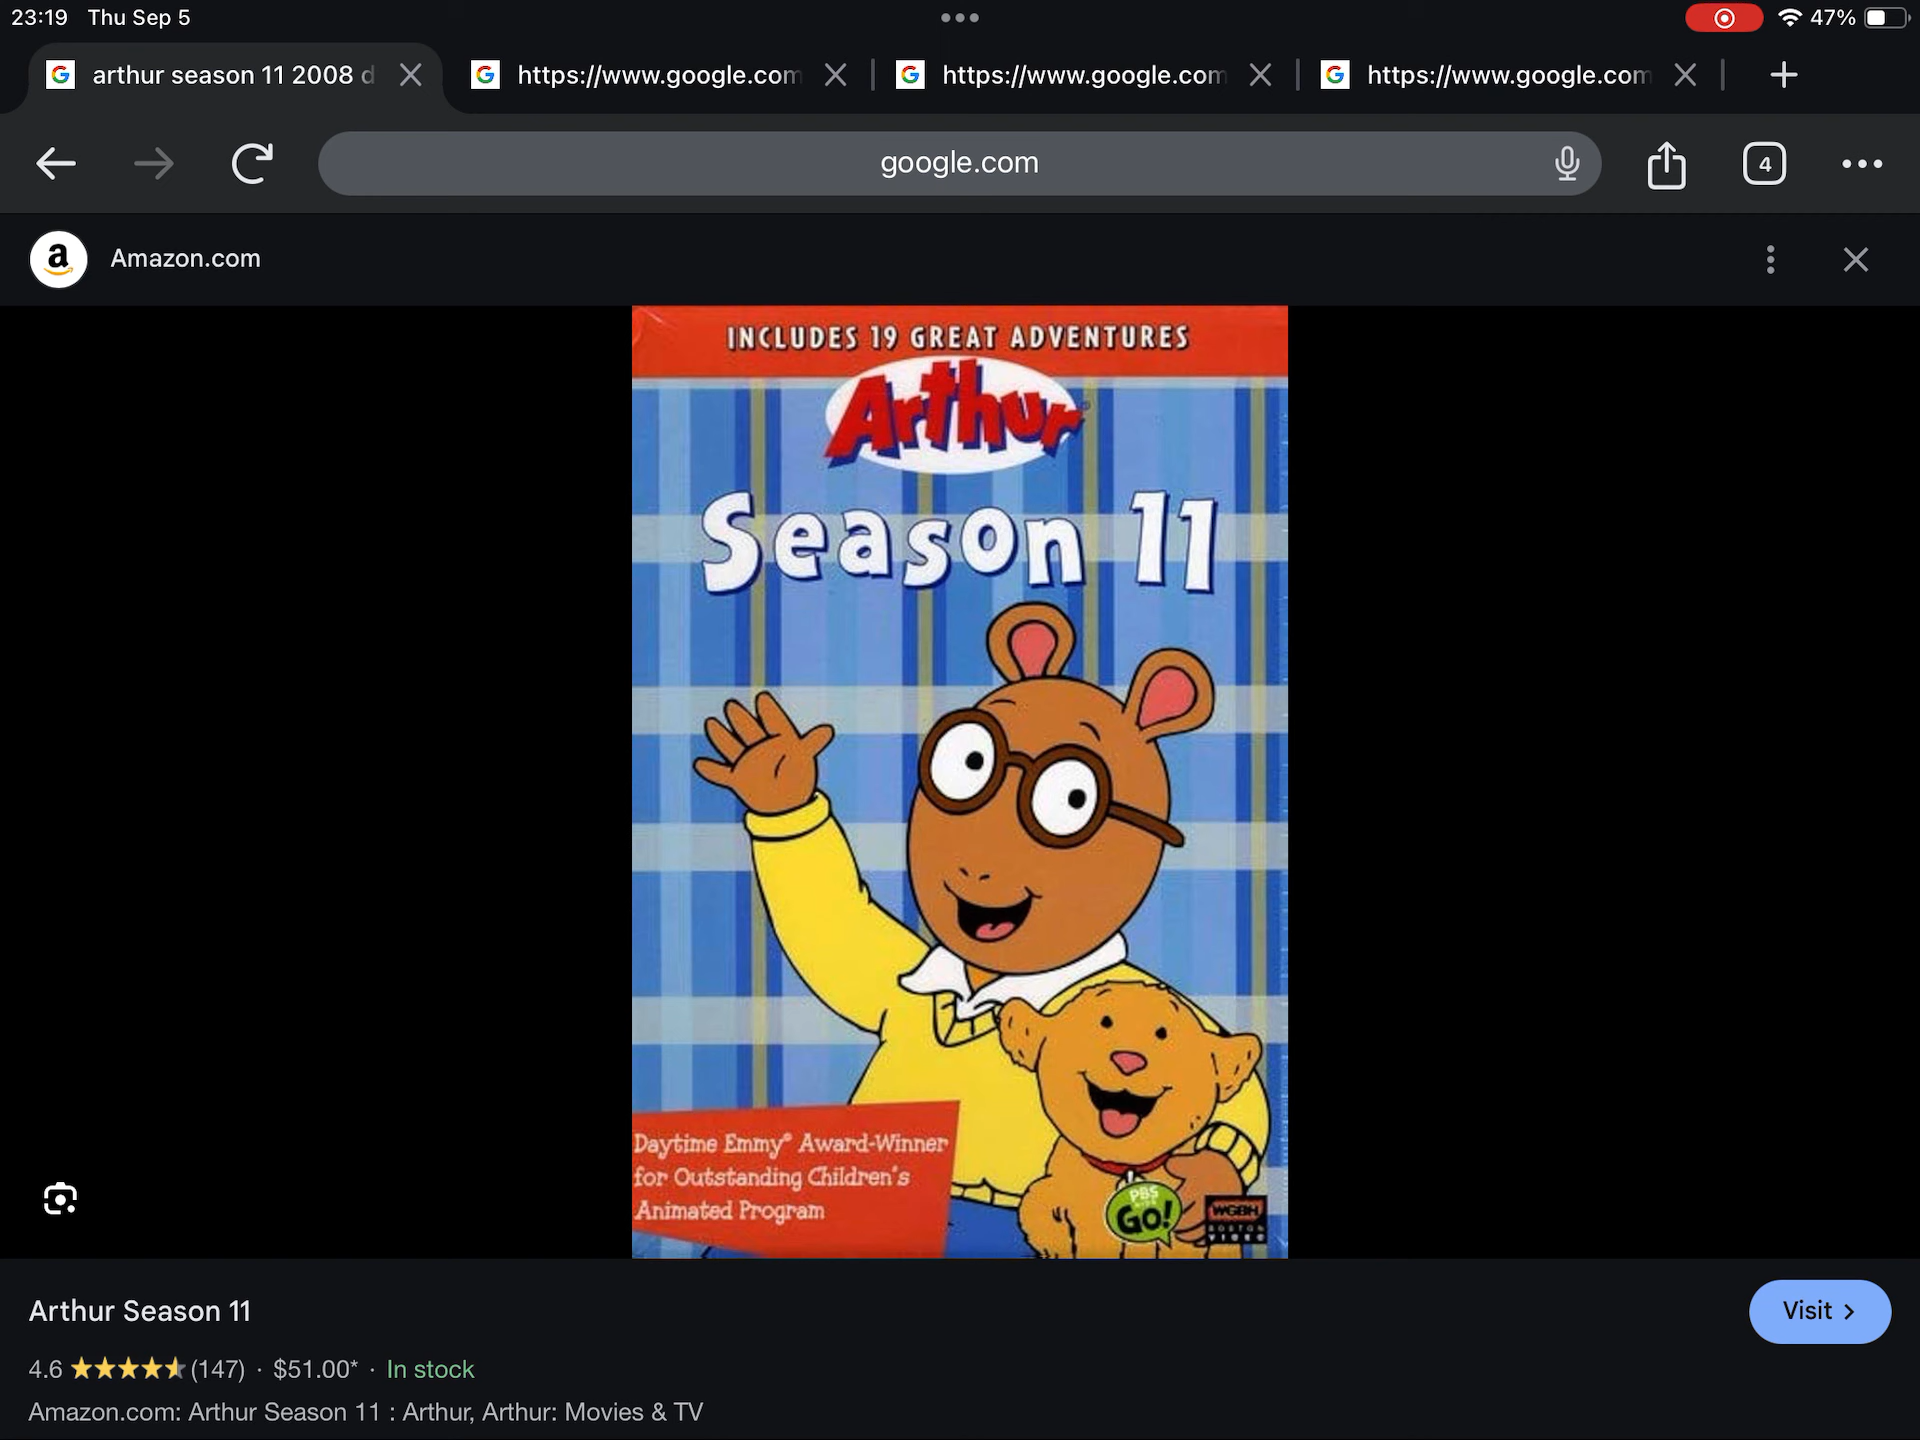 23:19 Thu Sep 5
47%
arthur season 11 2008 d
https://www.google.com
https://www.google.com
https://www.google.com
google.com
4
a Amazon.com
INCLUDES 19 GREAT ADVENTURES
Arthur®
Season 11
Daytime Emmy® Award-Winner
for Outstanding Children's
Animated Program
PBS
GO!
WGBH
BOSTON
VIDEO
Arthur Season 11
Visit >
4.6 (147) · $51.00* · In stock
Amazon.com: Arthur Season 11 : Arthur, Arthur: Movies & TV